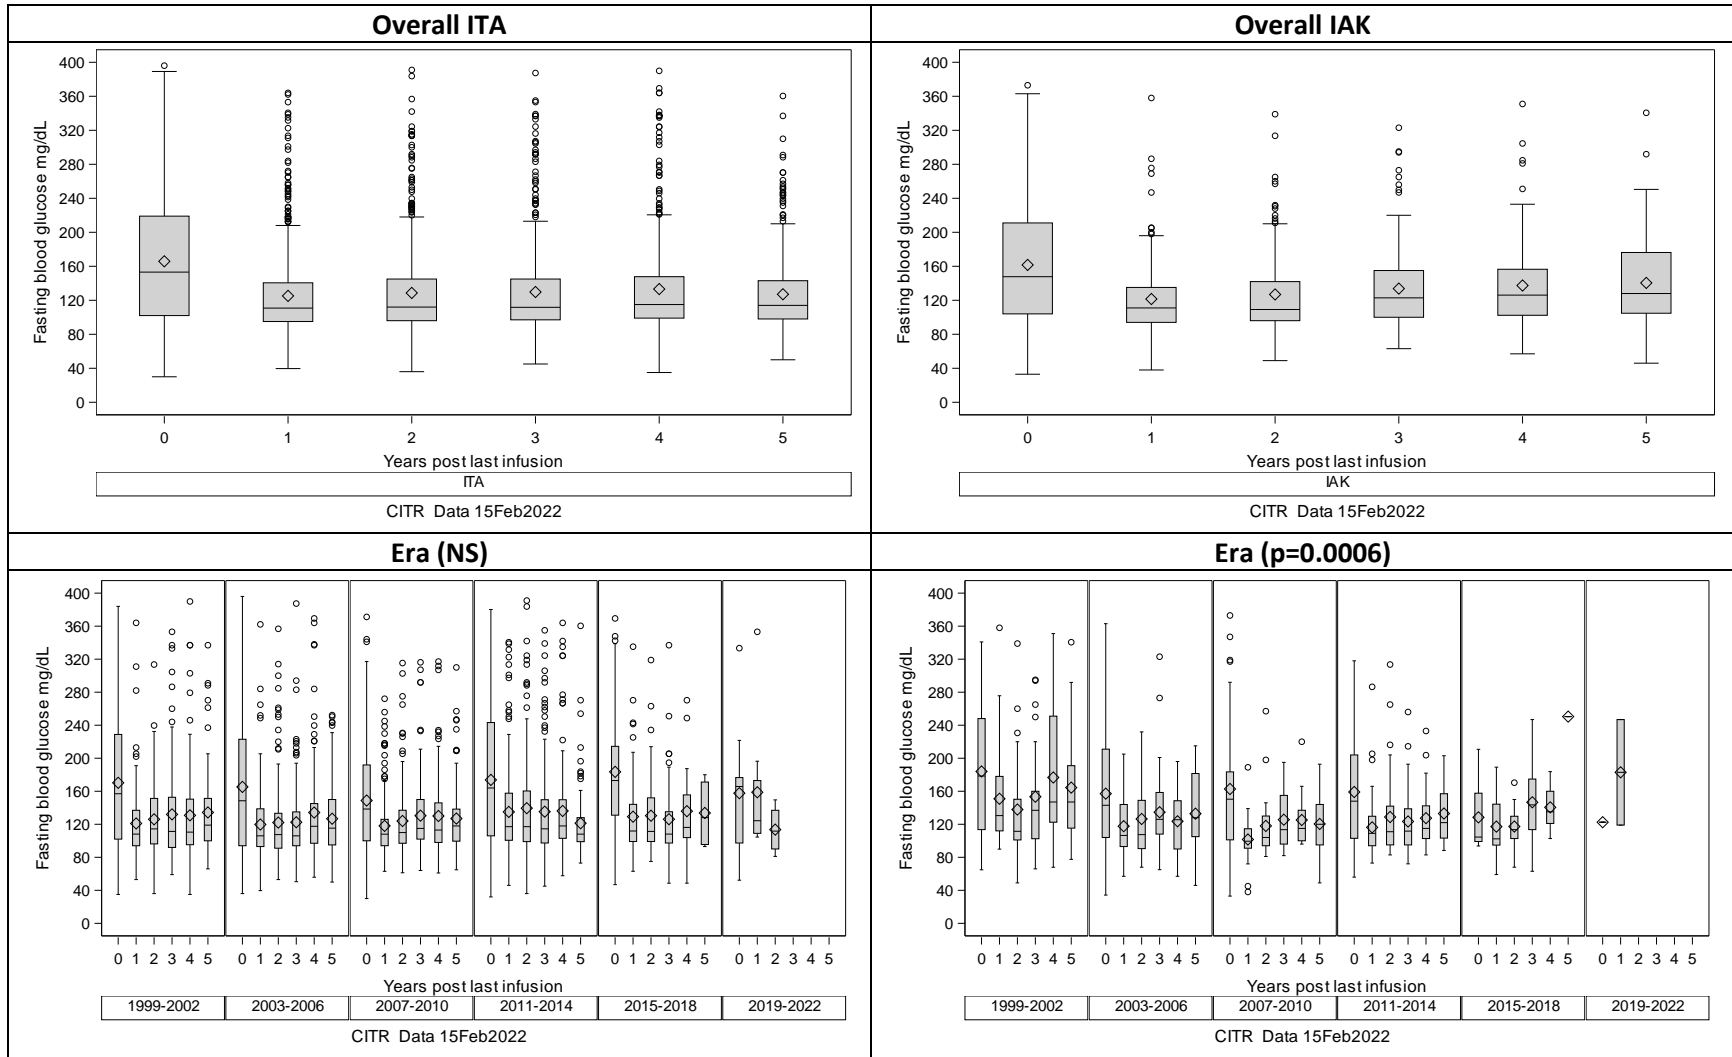 Overall ITA
Overall IAK
Fasting blood glucose mg/dL
400
360
320
280
240
200
160
120
80
40
0
0 1 2 3 4 5
Years post last infusion
ITA
CITR Data 15Feb2022
Fasting blood glucose mg/dL
400
360
320
280
240
200
160
120
80
40
0
0 1 2 3 4 5
Years post last infusion
IAK
CITR Data 15Feb2022
Era (NS)
Era (p=0.0006)
Fasting blood glucose mg/dL
400
360
320
280
240
200
160
120
80
40
0
0 1 2 3 4 5 0 1 2 3 4 5 0 1 2 3 4 5 0 1 2 3 4 5 0 1 2 3 4 5 0 1 2 3 4 5
Years post last infusion
1999-2002 2003-2006 2007-2010 2011-2014 2015-2018 2019-2022
CITR Data 15Feb2022
Fasting blood glucose mg/dL
400
360
320
280
240
200
160
120
80
40
0
0 1 2 3 4 5 0 1 2 3 4 5 0 1 2 3 4 5 0 1 2 3 4 5 0 1 2 3 4 5 0 1 2 3 4 5
Years post last infusion
1999-2002 2003-2006 2007-2010 2011-2014 2015-2018 2019-2022
CITR Data 15Feb2022